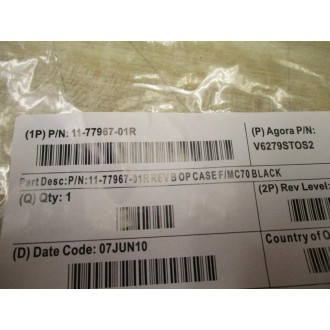 (1P) P/N: 11-77967-01R
(P) Agora P/N:
V6279STOS2
Part Desc:P/N:11-77967-01R REV B OP CASE F/MC70 BLACK
(Q) Qty: 1
(2P) Rev Level:
(D) Date Code: 07JUN10
Country of O